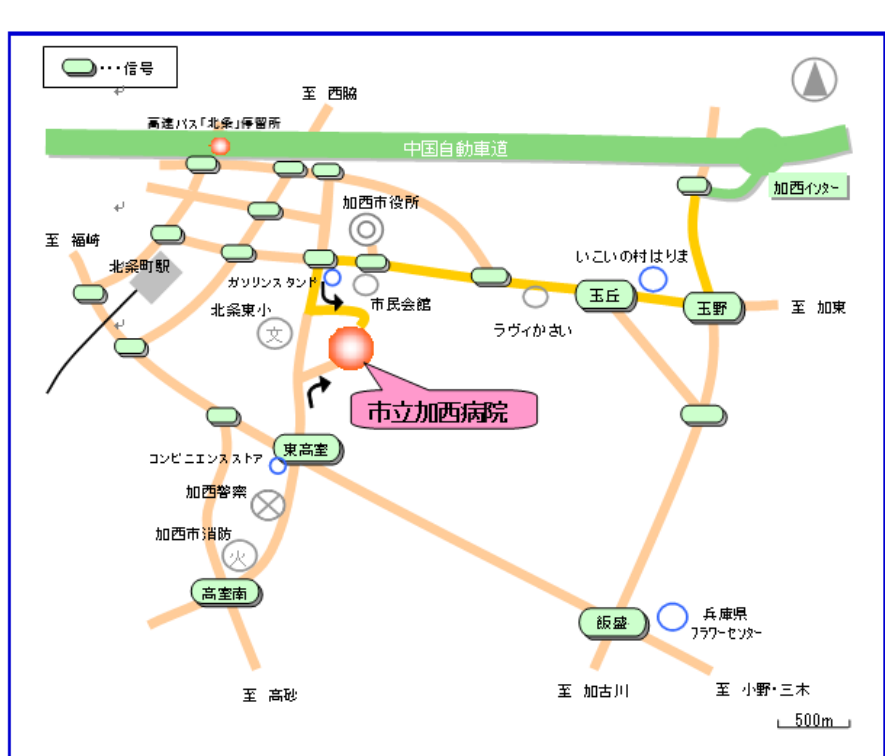 ・・・信号
至 西脇
高速バス「北条」停留所
中国自動車道
加西インター
加西市役所
至 福崎
北条町駅
いこいの村はりま
ガソリンスタンド
市民会館
玉丘
玉野
至 加東
北条東小
文
ラヴィかさい
市立加西病院
東高室
コンビニエンスストア
加西警察
加西市消防
火
高室南
飯盛
兵庫県
フラワーセンター
至 高砂
至 加古川
至 小野・三木
500m